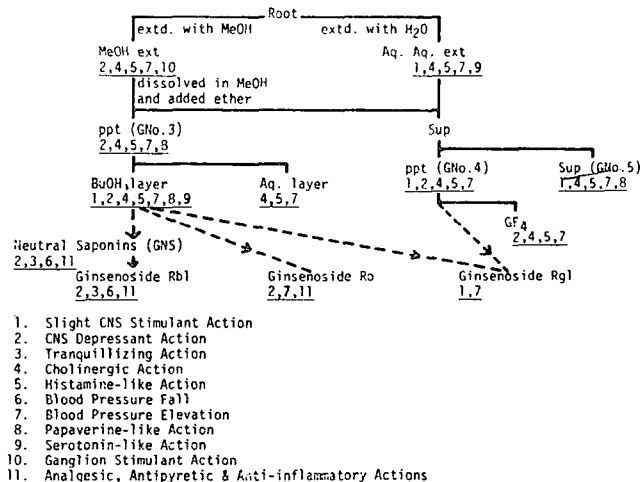 Root
extd. with MeOH extd. with H2O
MeOH ext Aq. Aq. ext
2,4,5,7,10 1,4,5,7,9
dissolved in MeOH
and added ether
ppt (GNo.3) Sup
2,4,5,7,8
ppt (GNo.4) Sup (GNo.5)
BuOH layer Aq. layer 1,2,4,5,7 1,4,5,7,8
1,2,4,5,7,8,9 4,5,7
GF4
2,4,5,7
Neutral Saponins (GNS)
2,3,6,11
Ginsenoside Rb1 Ginsenoside Ro Ginsenoside Rg1
2,3,6,11 2,7,11 1,7
1. Slight CNS Stimulant Action
2. CNS Depressant Action
3. Tranquillizing Action
4. Cholinergic Action
5. Histamine-like Action
6. Blood Pressure Fall
7. Blood Pressure Elevation
8. Papaverine-like Action
9. Serotonin-like Action
10. Ganglion Stimulant Action
11. Analgesic, Antipyretic & Anti-inflammatory Actions